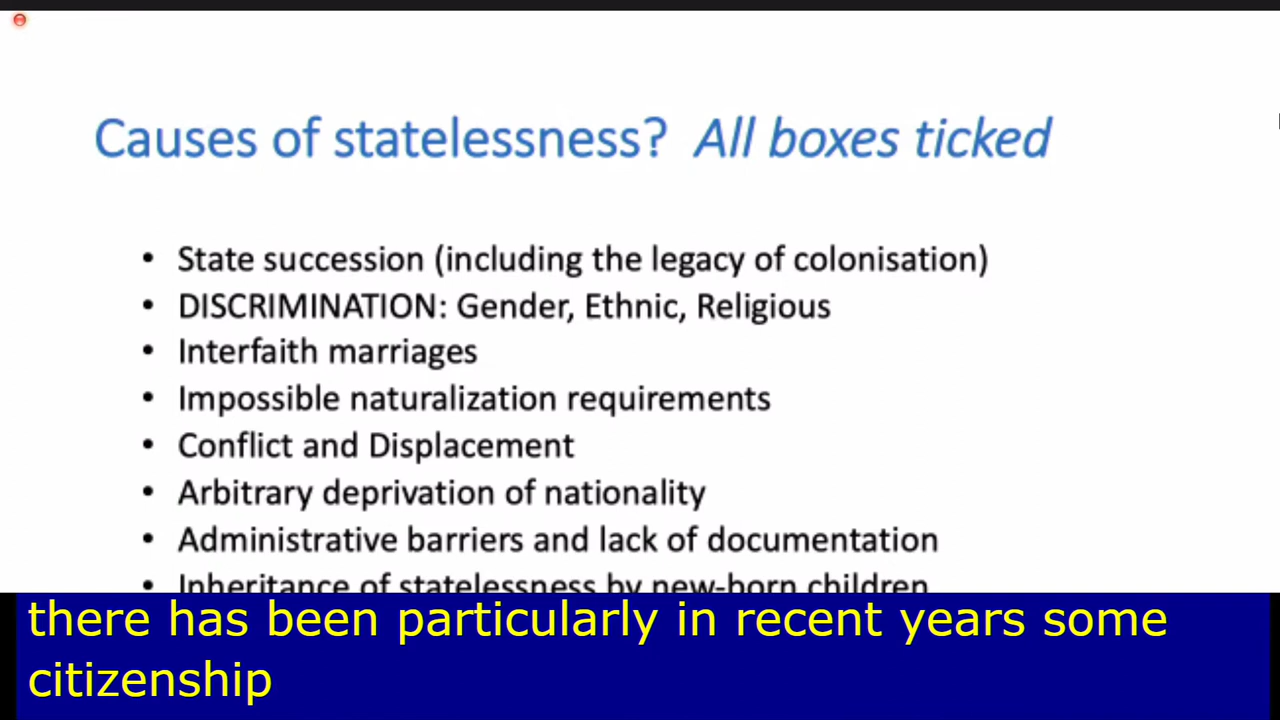 Causes of statelessness? All boxes ticked
• State succession (including the legacy of colonisation)
• DISCRIMINATION: Gender, Ethnic, Religious
• Interfaith marriages
• Impossible naturalization requirements
• Conflict and Displacement
• Arbitrary deprivation of nationality
• Administrative barriers and lack of documentation
• Inheritance of statelessness by new-born children
there has been particularly in recent years some
citizenship